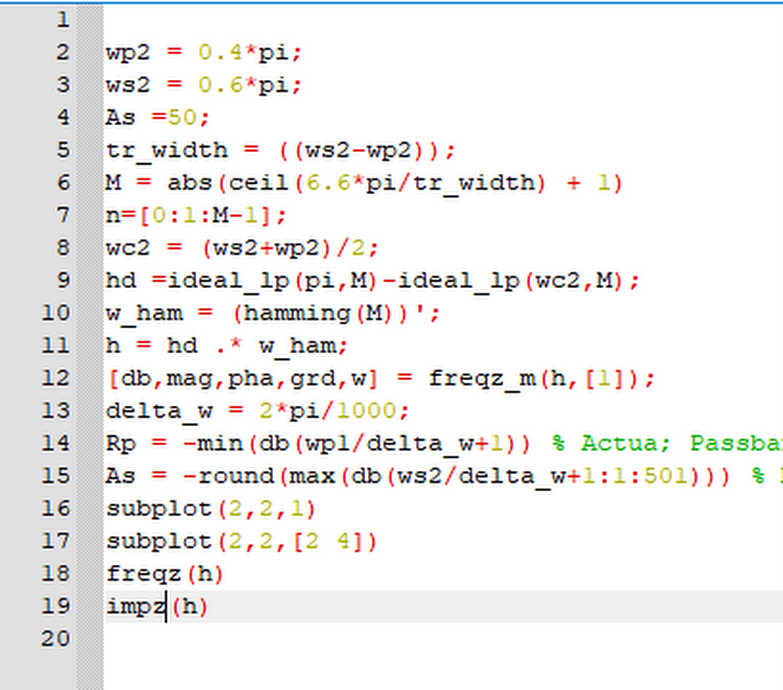 1
2 wp2 = 0.4*pi;
3 ws2 = 0.6*pi;
4 As =50;
5 tr_width = ((ws2-wp2));
6 M = abs(ceil(6.6*pi/tr_width) + 1)
7 n=[0:1:M-1];
8 wc2 = (ws2+wp2)/2;
9 hd =ideal_lp(pi,M)-ideal_lp(wc2,M);
10 w_ham = (hamming(M))';
11 h = hd .* w_ham;
12 [db,mag,pha,grd,w] = freqz_m(h,[1]);
13 delta_w = 2*pi/1000;
14 Rp = -min(db(wp1/delta_w+1)) % Actua; Passba
15 As = -round(max(db(ws2/delta_w+1:1:501))) %
16 subplot(2,2,1)
17 subplot(2,2,[2 4])
18 freqz(h)
19 impz(h)
20